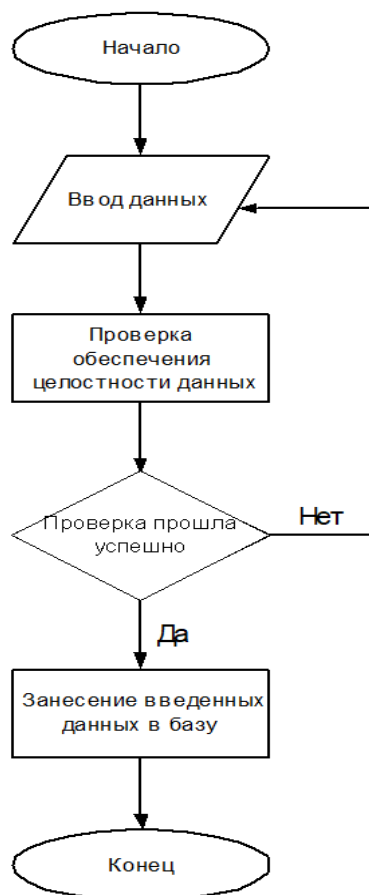 Начало
Ввод данных
Проверка
обеспечения
целостности данных
Проверка прошла
успешно
Нет
Да
Занесение введенных
данных в базу
Конец